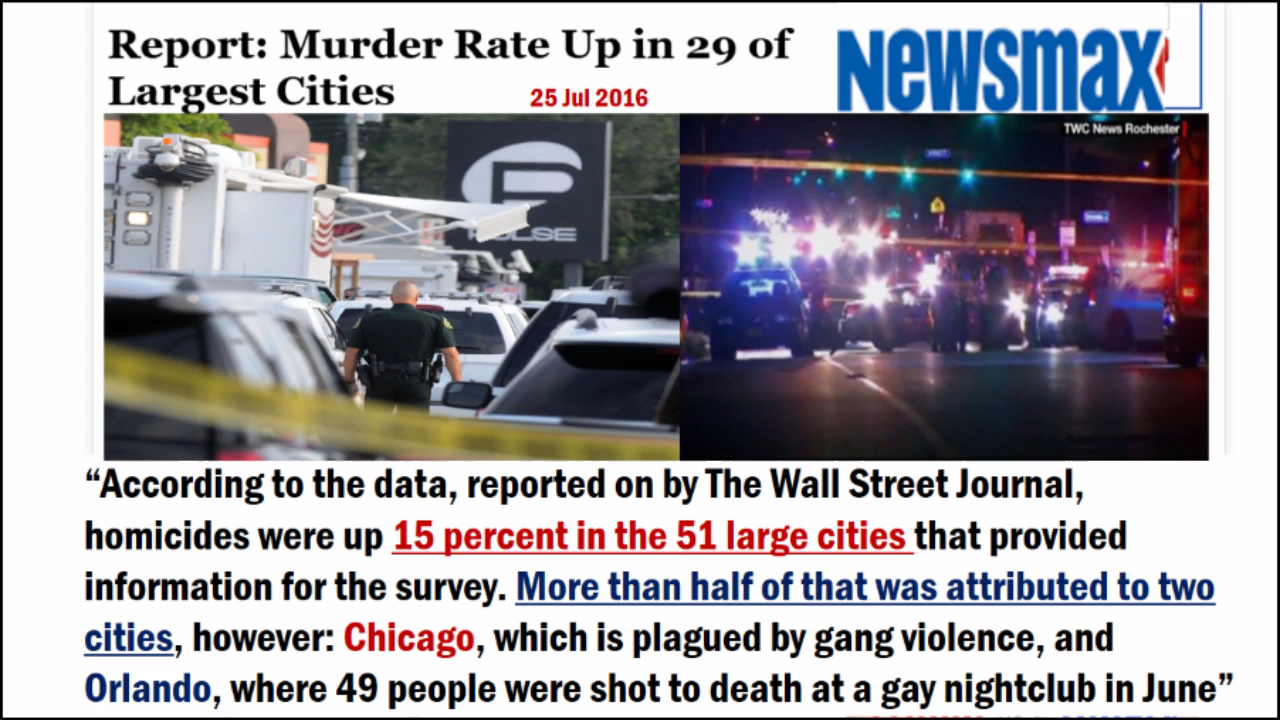 Report: Murder Rate Up in 29 of
Largest Cities
25 Jul 2016
Newsmax
TWC News Rochester
PULSE
“According to the data, reported on by The Wall Street Journal,
homicides were up 15 percent in the 51 large cities that provided
information for the survey. More than half of that was attributed to two
cities, however: Chicago, which is plagued by gang violence, and
Orlando, where 49 people were shot to death at a gay nightclub in June”